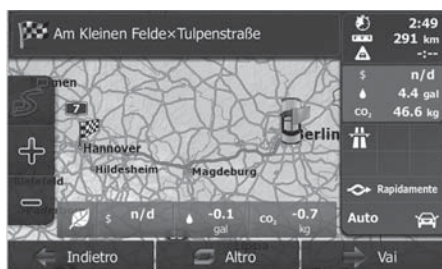 Am Kleinen Felde×Tulpenstraße
2:49
291 km
-:--
$ n/d
4.4 gal
CO₂ 46.6 kg
men
7
Hannover
erlin
Hildesheim
Magdeburg
Rapidamente
$ n/d
-0.1 gal
CO₂ -0.7 kg
Auto
Indietro
Altro
Vai